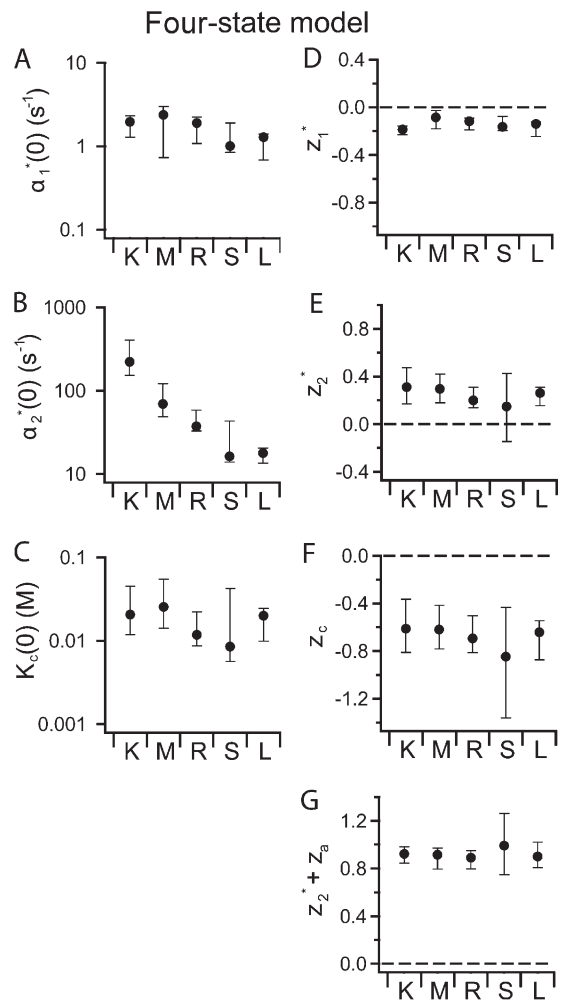 Four-state model
A
α₁*(0) (s⁻¹)
10
1
0.1
K M R S L
D
z₁*
0.4
0.0
-0.4
-0.8
K M R S L
B
α₂*(0) (s⁻¹)
1000
100
10
K M R S L
E
z₂*
0.8
0.4
0.0
-0.4
K M R S L
C
K_c(0) (M)
0.1
0.01
0.001
K M R S L
F
z_c
0.0
-0.4
-0.8
-1.2
K M R S L
G
z₂* + zₐ
1.2
0.8
0.4
0.0
K M R S L